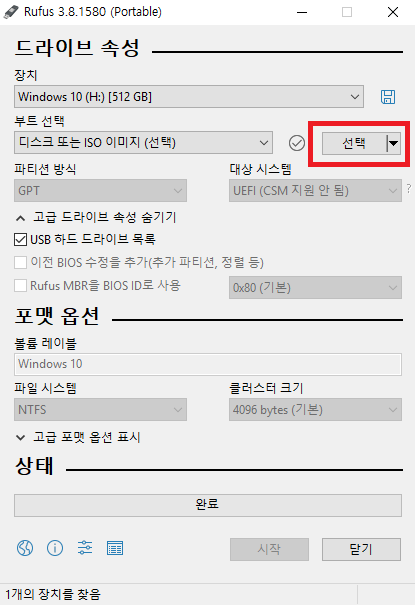 Rufus 3.8.1580 (Portable)
드라이브 속성
장치
Windows 10 (H:) [512 GB]
부트 선택
디스크 또는 ISO 이미지 (선택)
선택
파티션 방식
대상 시스템
GPT
UEFI (CSM 지원 안 됨)
?
고급 드라이브 속성 숨기기
USB 하드 드라이브 목록
이전 BIOS 수정을 추가(추가 파티션, 정렬 등)
Rufus MBR을 BIOS ID로 사용
0x80 (기본)
포맷 옵션
볼륨 레이블
Windows 10
파일 시스템
클러스터 크기
NTFS
4096 bytes (기본)
고급 포맷 옵션 표시
상태
완료
시작
닫기
1개의 장치를 찾음